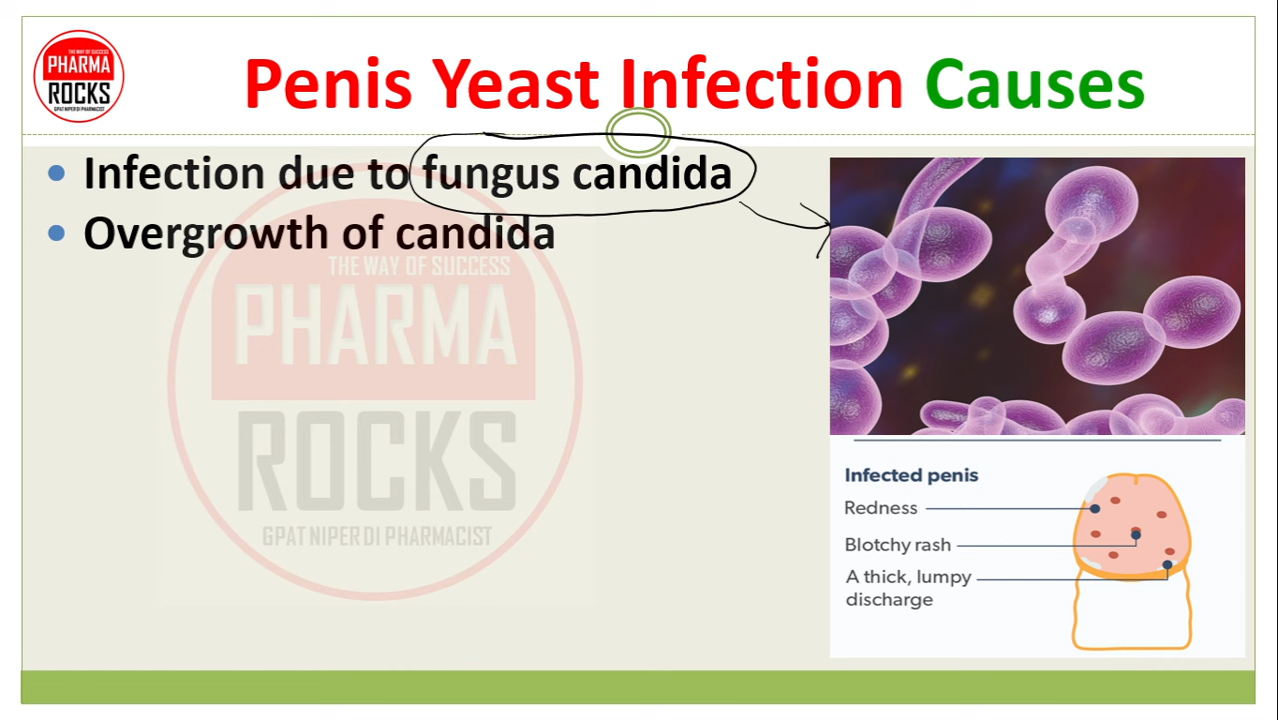 THE WAY OF SUCCESS
PHARMA
ROCKS
GPAT NIPER DI PHARMACIST
Penis Yeast Infection Causes
• Infection due to fungus candida
• Overgrowth of candida
THE WAY OF SUCCESS
PHARMA
ROCKS
GPAT NIPER DI PHARMACIST
Infected penis
Redness
Blotchy rash
A thick, lumpy
discharge